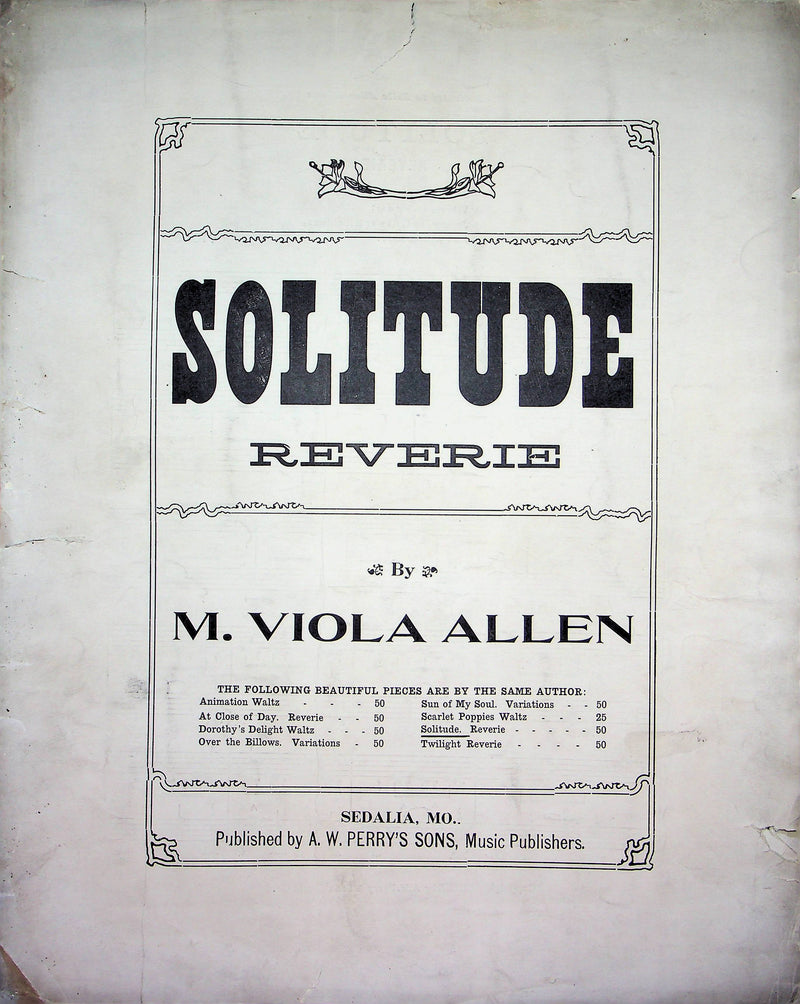 SOLITUDE
REVERIE
By
M. VIOLA ALLEN
THE FOLLOWING BEAUTIFUL PIECES ARE BY THE SAME AUTHOR:
Animation Waltz - - - 50
At Close of Day. Reverie - - 50
Dorothy's Delight Waltz - - - 50
Over the Billows. Variations - 50
Sun of My Soul. Variations - - 50
Scarlet Poppies Waltz - - - 25
Solitude. Reverie - - - - - 50
Twilight Reverie - - - - 50
SEDALIA, MO..
Published by A. W. PERRY'S SONS, Music Publishers.